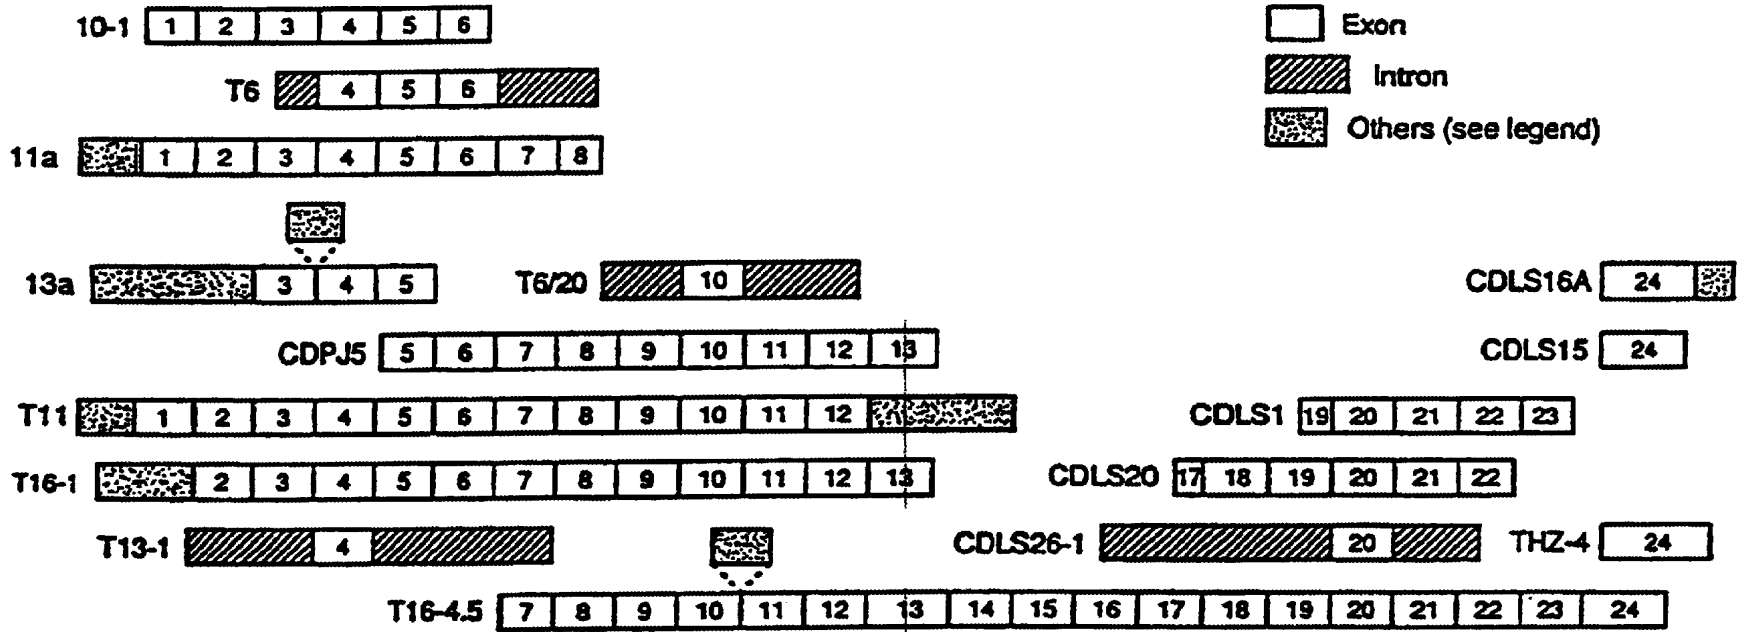 10-1 1 2 3 4 5 6 Exon
T6 4 5 6 Intron
11a 1 2 3 4 5 6 7 8 Others (see legend)
13a 3 4 5 T6/20 10 CDLS16A 24
CDPJ5 5 6 7 8 9 10 11 12 13 CDLS15 24
T11 1 2 3 4 5 6 7 8 9 10 11 12 CDLS1 19 20 21 22 23
T16-1 2 3 4 5 6 7 8 9 10 11 12 13 CDLS20 17 18 19 20 21 22
T13-1 4 CDLS26-1 20 THZ-4 24
T16-4.5 7 8 9 10 11 12 13 14 15 16 17 18 19 20 21 22 23 24